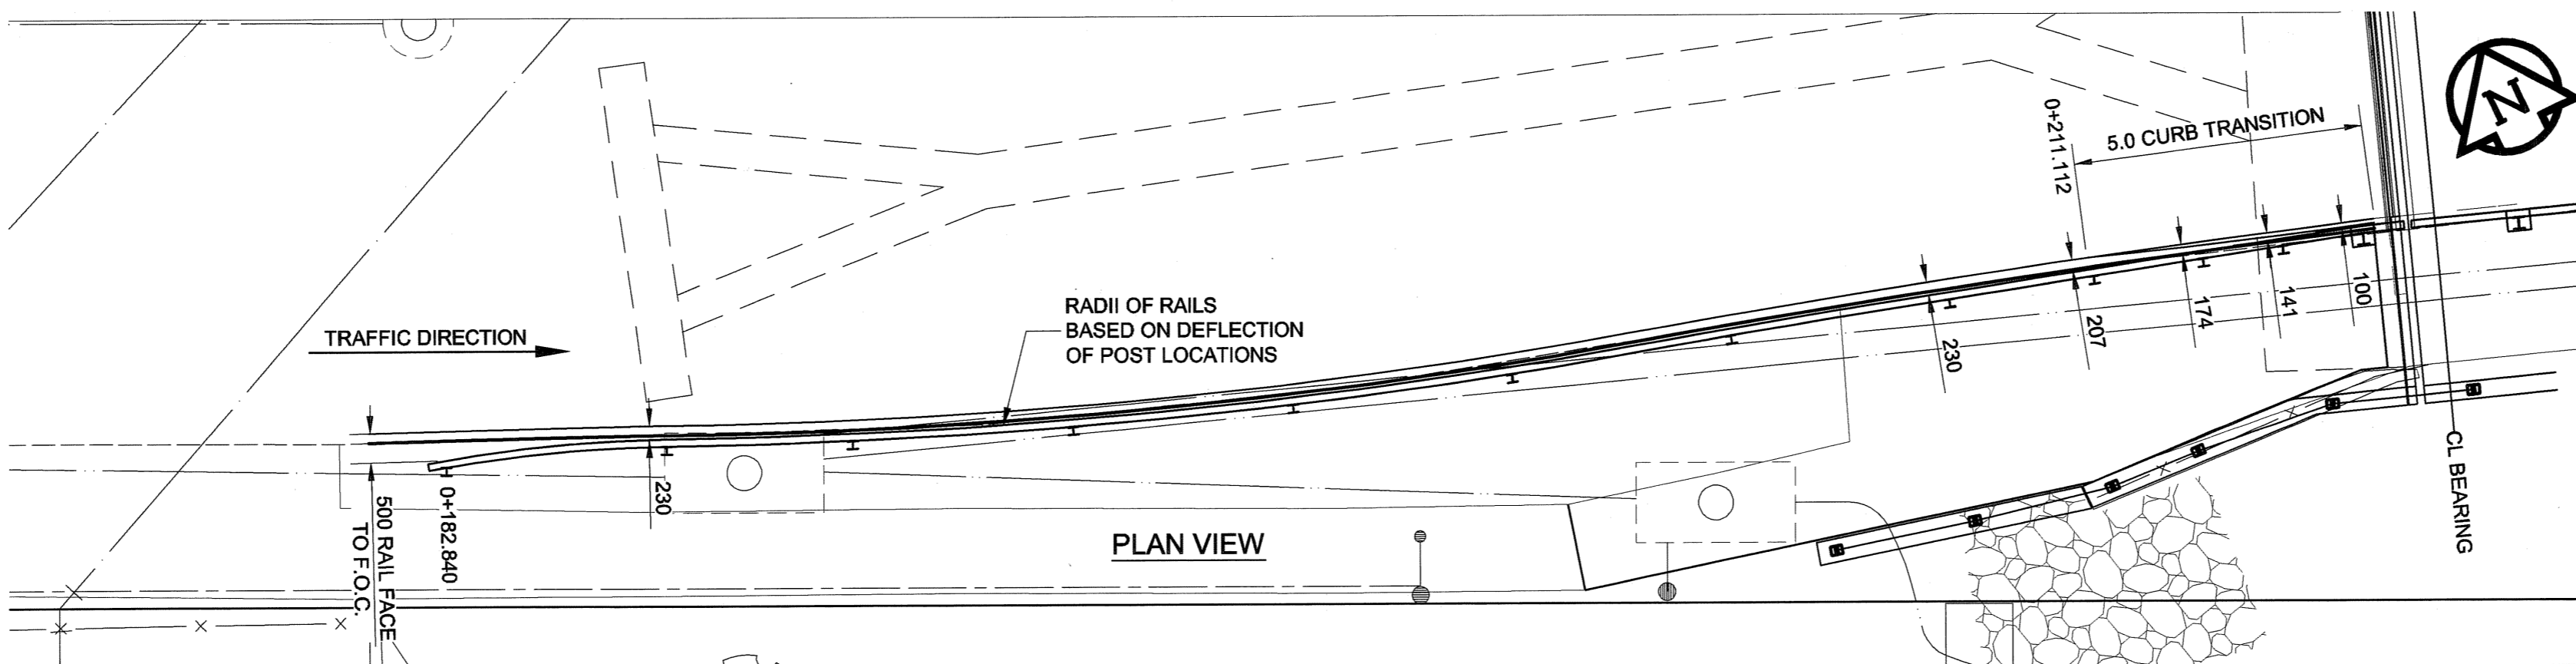 N
0+211.112
5.0 CURB TRANSITION
TRAFFIC DIRECTION
RADII OF RAILS
BASED ON DEFLECTION
OF POST LOCATIONS
100
141
174
207
230
230
0+182.840
500 RAIL FACE
TO F.O.C.
PLAN VIEW
CL BEARING